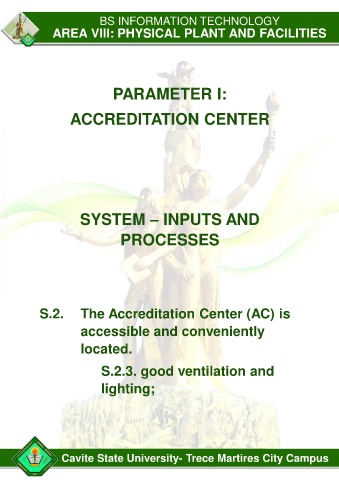 BS INFORMATION TECHNOLOGY
AREA VIII: PHYSICAL PLANT AND FACILITIES
PARAMETER I:
ACCREDITATION CENTER
SYSTEM – INPUTS AND
PROCESSES
S.2. The Accreditation Center (AC) is
accessible and conveniently
located.
S.2.3. good ventilation and
lighting;
Cavite State University- Trece Martires City Campus